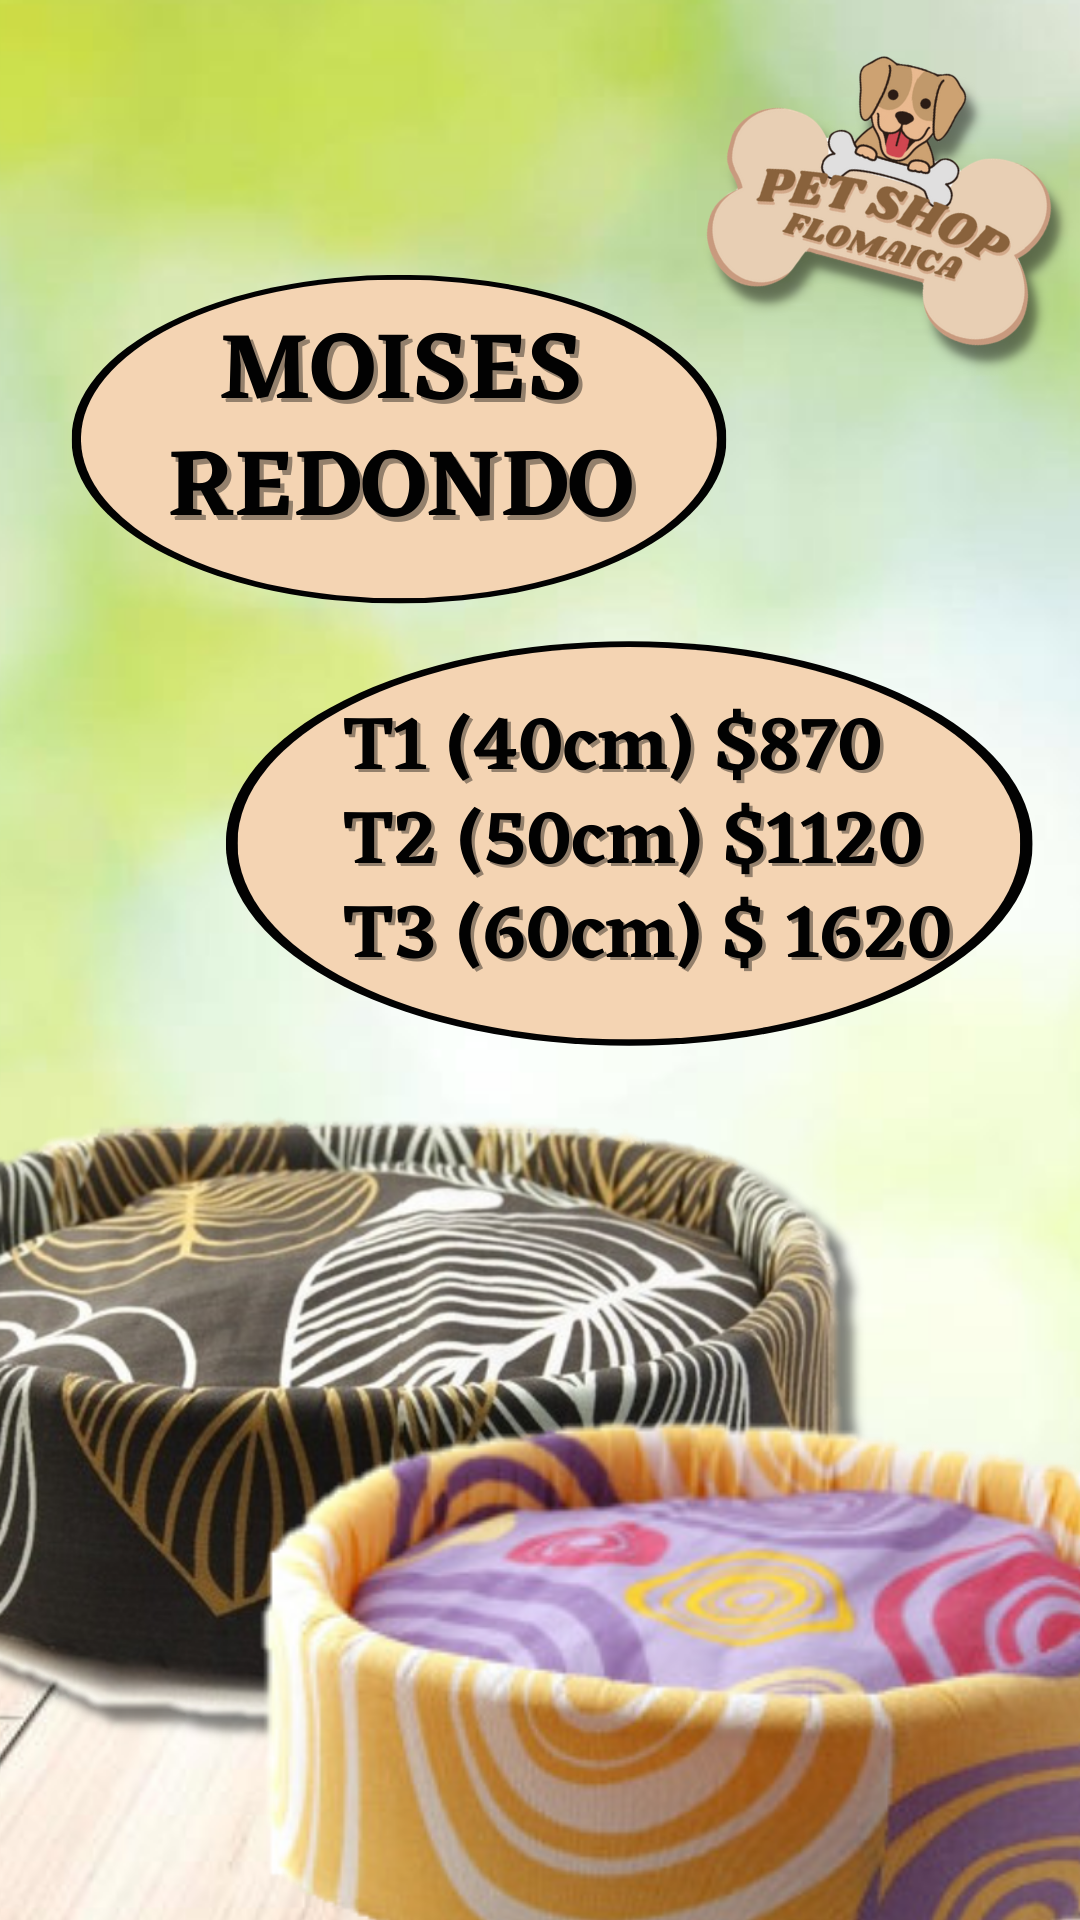 PET SHOP
FLOMAICA
MOISES
REDONDO
T1 (40cm) $870
T2 (50cm) $1120
T3 (60cm) $ 1620